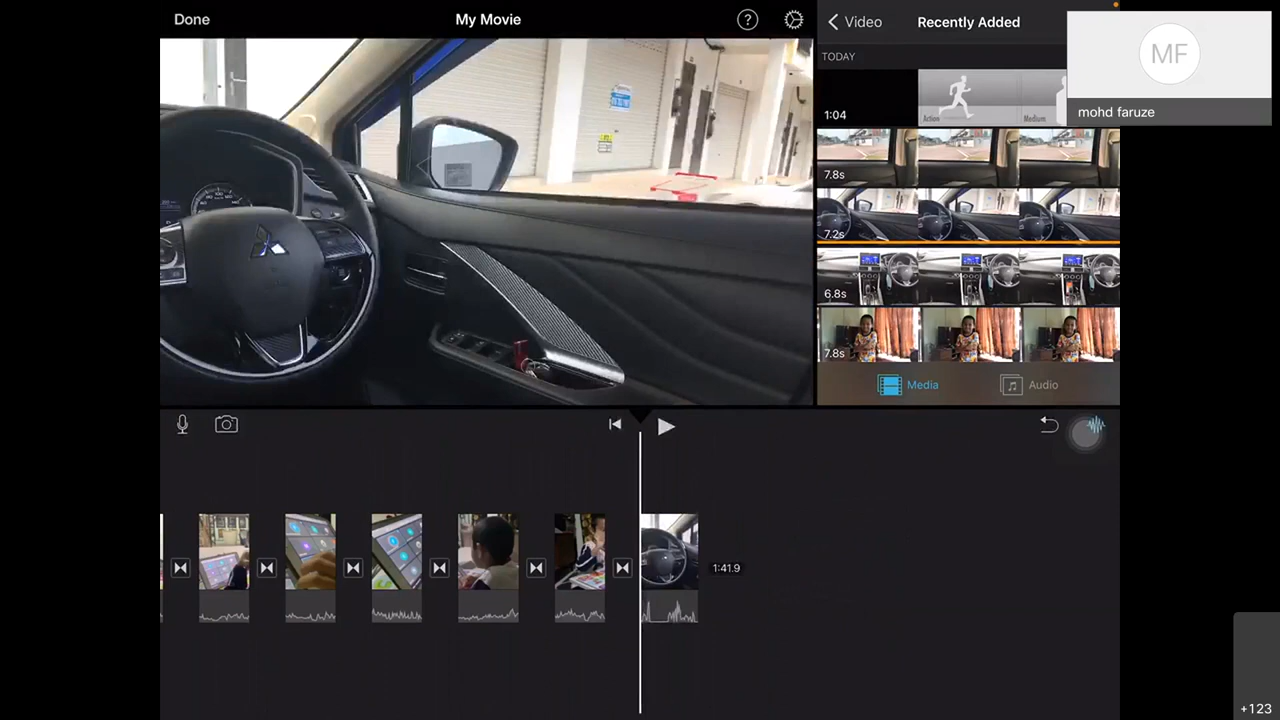 Done
My Movie
?
Video
Recently Added
TODAY
1:04
Action
Medium
7.8s
7.2s
6.8s
7.8s
Media
Audio
MF
mohd faruze
1:41.9
+123